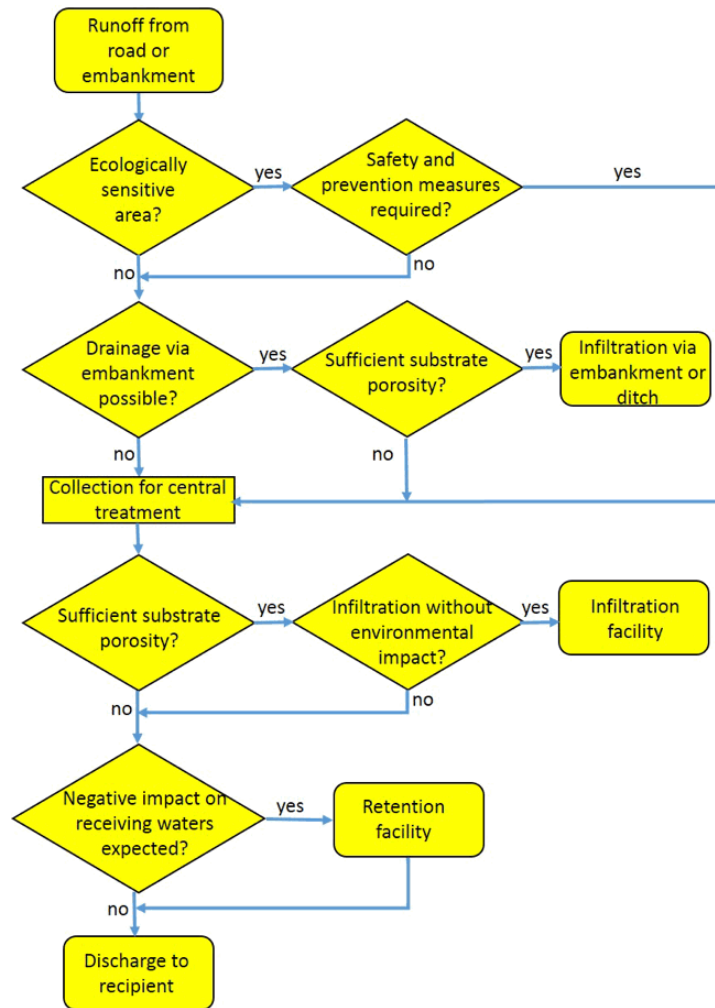 Runoff from
road or
embankment
Ecologically
sensitive
area?
yes
Safety and
prevention measures
required?
yes
no
no
Drainage via
embankment
possible?
yes
Sufficient substrate
porosity?
yes
Infiltration via
embankment or
ditch
no
no
Collection for central
treatment
Sufficient substrate
porosity?
yes
Infiltration without
environmental
impact?
yes
Infiltration
facility
no
no
Negative impact on
receiving waters
expected?
yes
Retention
facility
no
Discharge to
recipient